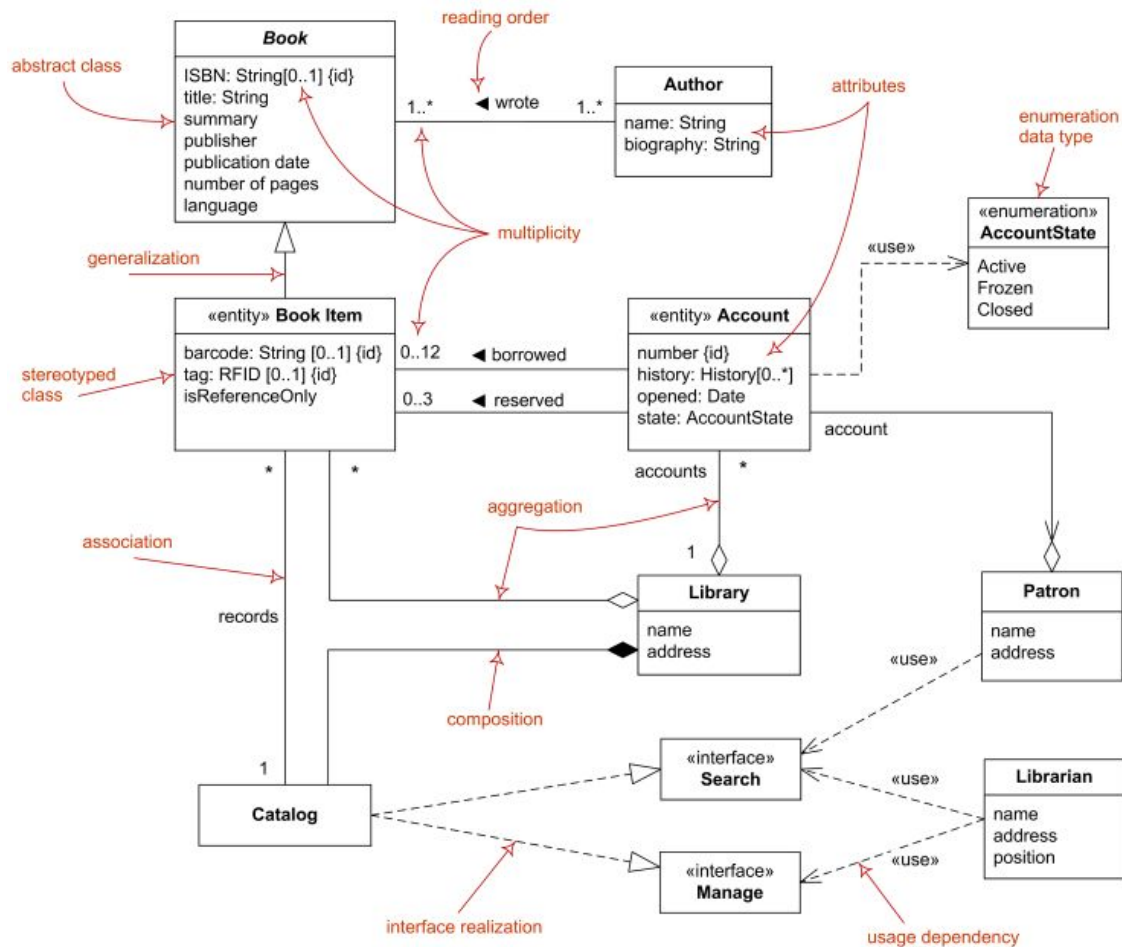 reading order
Book
abstract class
ISBN: String[0..1] {id}
title: String
summary
publisher
publication date
number of pages
language
1..*
◄ wrote
1..*
Author
name: String
biography: String
attributes
enumeration
data type
multiplicity
«enumeration»
AccountState
Active
Frozen
Closed
«use»
generalization
«entity» Book Item
barcode: String [0..1] {id}
tag: RFID [0..1] {id}
isReferenceOnly
stereotyped
class
0..12
◄ borrowed
0..3
◄ reserved
«entity» Account
number {id}
history: History[0..*]
opened: Date
state: AccountState
account
*
*
accounts
*
aggregation
association
1
records
Library
name
address
Patron
name
address
composition
«use»
1
Catalog
«interface»
Search
«use»
Librarian
name
address
position
«interface»
Manage
«use»
interface realization
usage dependency